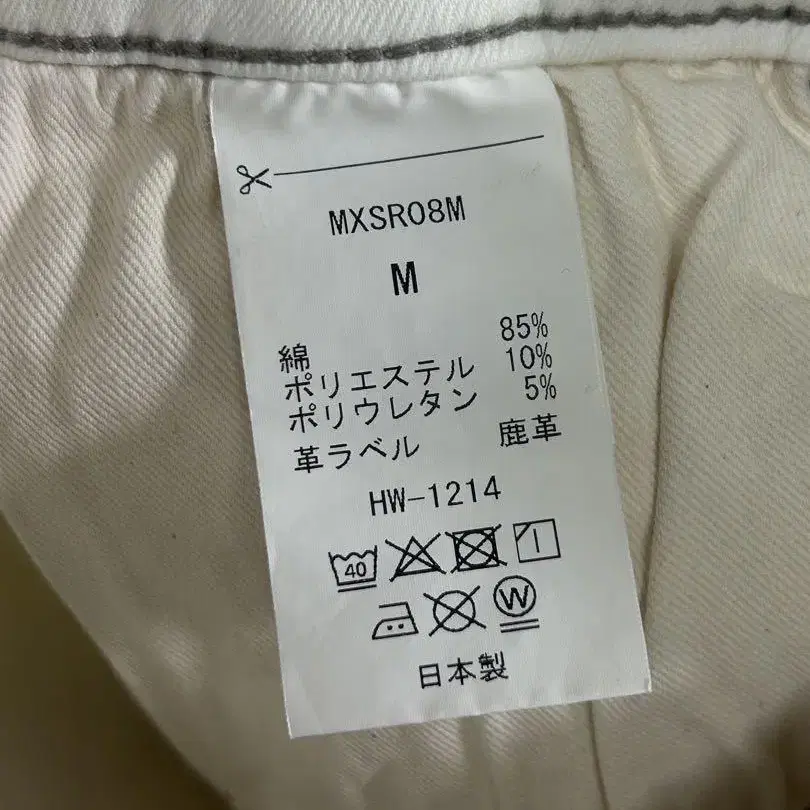 MXSR08M
M
綿 85%
ポリエステル 10%
ポリウレタン 5%
革ラベル 鹿革
HW-1214
40
W
日本製